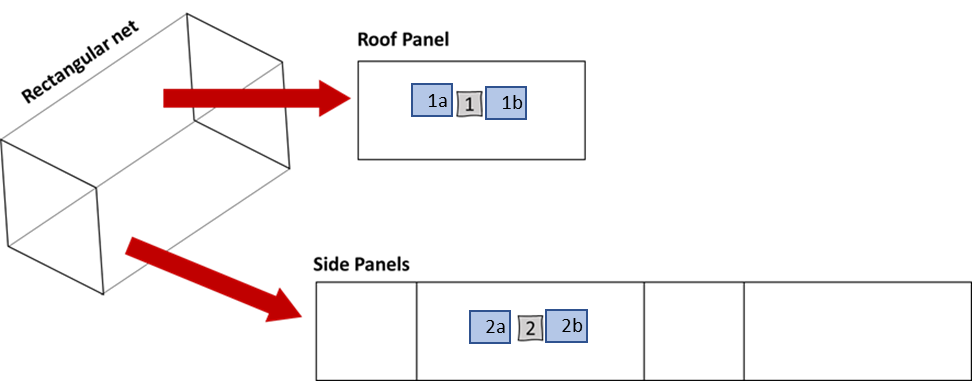 Rectangular net
Roof Panel
1a 1 1b
Side Panels
2a 2 2b